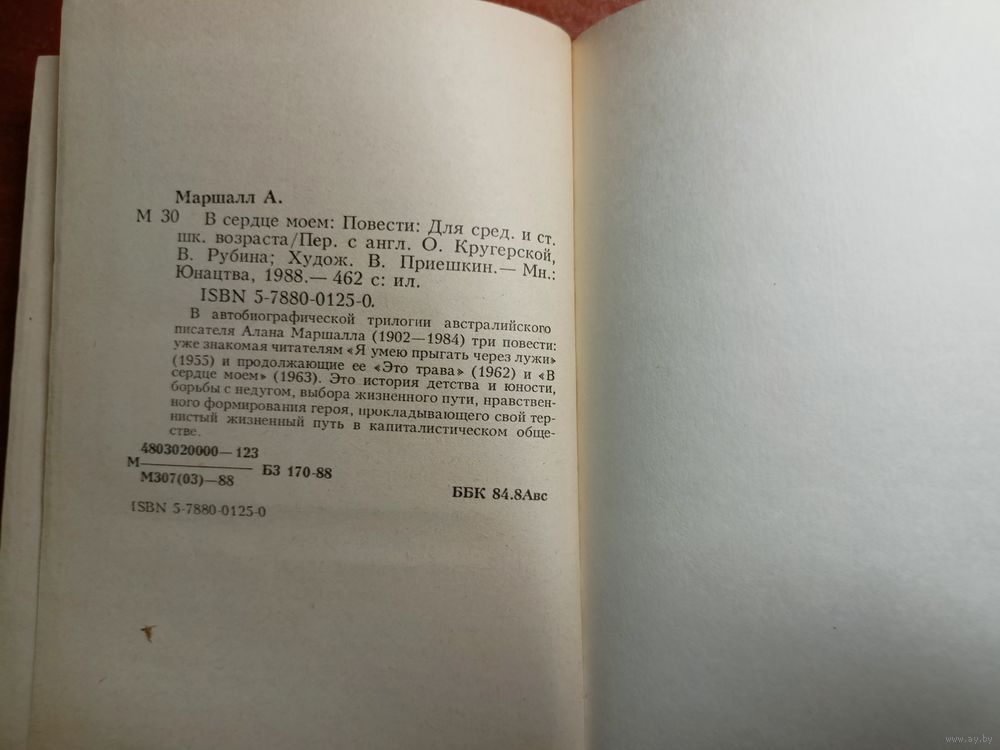 Маршалл А.
М 30 В сердце моем: Повести: Для сред. и ст.
шк. возраста/Пер. с англ. О. Кругерской,
В. Рубина; Худож. В. Приешкин.— Мн.:
Юнацтва, 1988.— 462 с: ил.
ISBN 5-7880-0125-0.
В автобиографической трилогии австралийского
писателя Алана Маршалла (1902—1984) три повести:
уже знакомая читателям «Я умею прыгать через лужи»
(1955) и продолжающие ее «Это трава» (1962) и «В
сердце моем» (1963). Это история детства и юности,
борьбы с недугом, выбора жизненного пути, нравствен-
ного формирования героя, прокладывающего свой тер-
нистый жизненный путь в капиталистическом обще-
стве.
4803020000—123
М
БЗ 170-88
М307(03)—88
ББК 84.8Авс
ISBN 5-7880-0125-0
www.ay.by